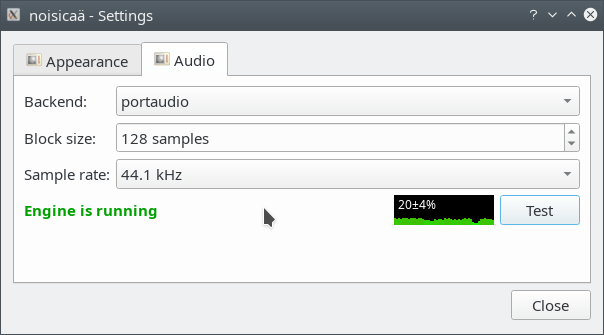 noisicaä - Settings
Appearance
Audio
Backend: portaudio
Block size: 128 samples
Sample rate: 44.1 kHz
Engine is running
20±4%
Test
Close